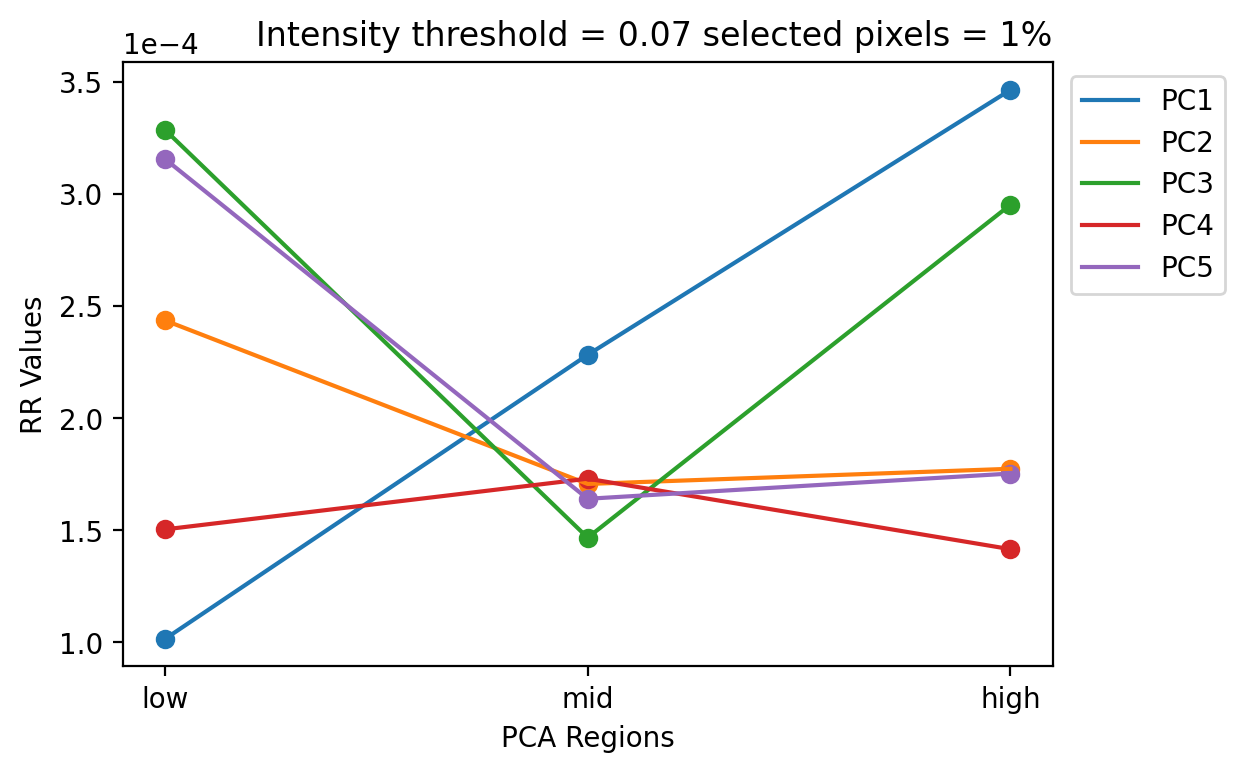 Intensity threshold = 0.07 selected pixels = 1%
1e−4
3.5
3.0
2.5
2.0
1.5
1.0
RR Values
low mid high
PCA Regions
PC1
PC2
PC3
PC4
PC5